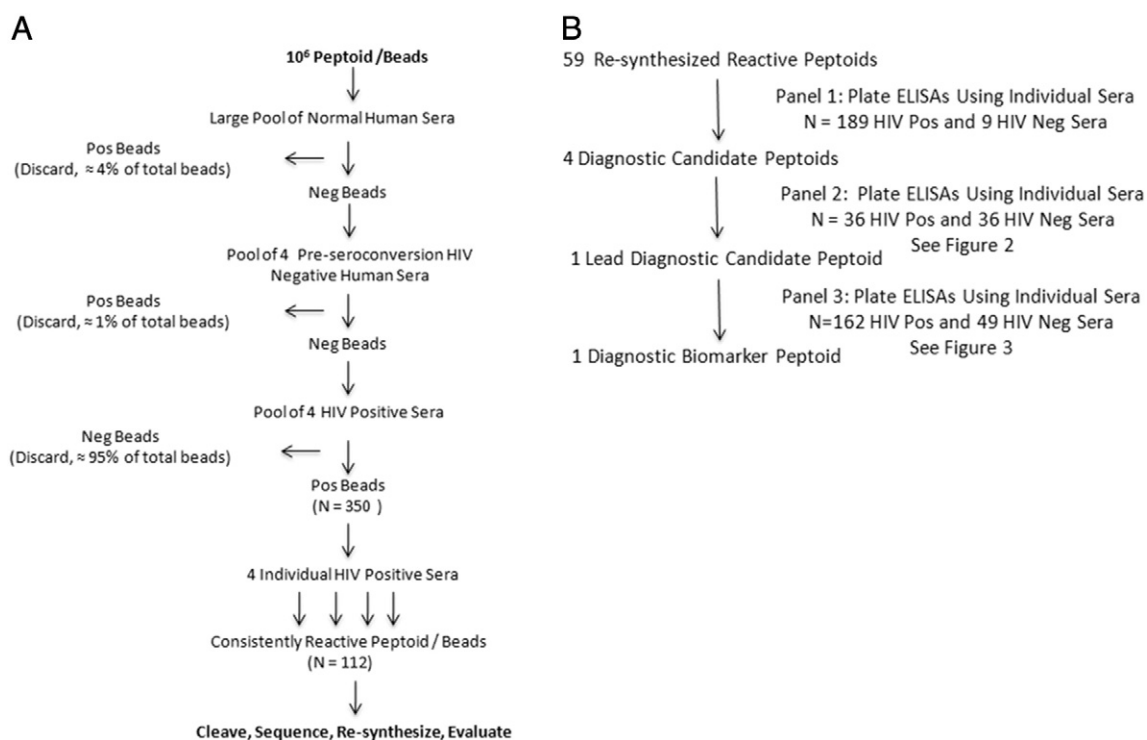 A
10⁶ Peptoid /Beads
Large Pool of Normal Human Sera
Pos Beads
(Discard, ≈ 4% of total beads)
Neg Beads
Pool of 4 Pre-seroconversion HIV
Negative Human Sera
Pos Beads
(Discard, ≈ 1% of total beads)
Neg Beads
Pool of 4 HIV Positive Sera
Neg Beads
(Discard, ≈ 95% of total beads)
Pos Beads
(N = 350 )
4 Individual HIV Positive Sera
Consistently Reactive Peptoid / Beads
(N = 112)
Cleave, Sequence, Re-synthesize, Evaluate
B
59 Re-synthesized Reactive Peptoids
Panel 1: Plate ELISAs Using Individual Sera
N = 189 HIV Pos and 9 HIV Neg Sera
4 Diagnostic Candidate Peptoids
Panel 2: Plate ELISAs Using Individual Sera
N = 36 HIV Pos and 36 HIV Neg Sera
See Figure 2
1 Lead Diagnostic Candidate Peptoid
Panel 3: Plate ELISAs Using Individual Sera
N=162 HIV Pos and 49 HIV Neg Sera
See Figure 3
1 Diagnostic Biomarker Peptoid